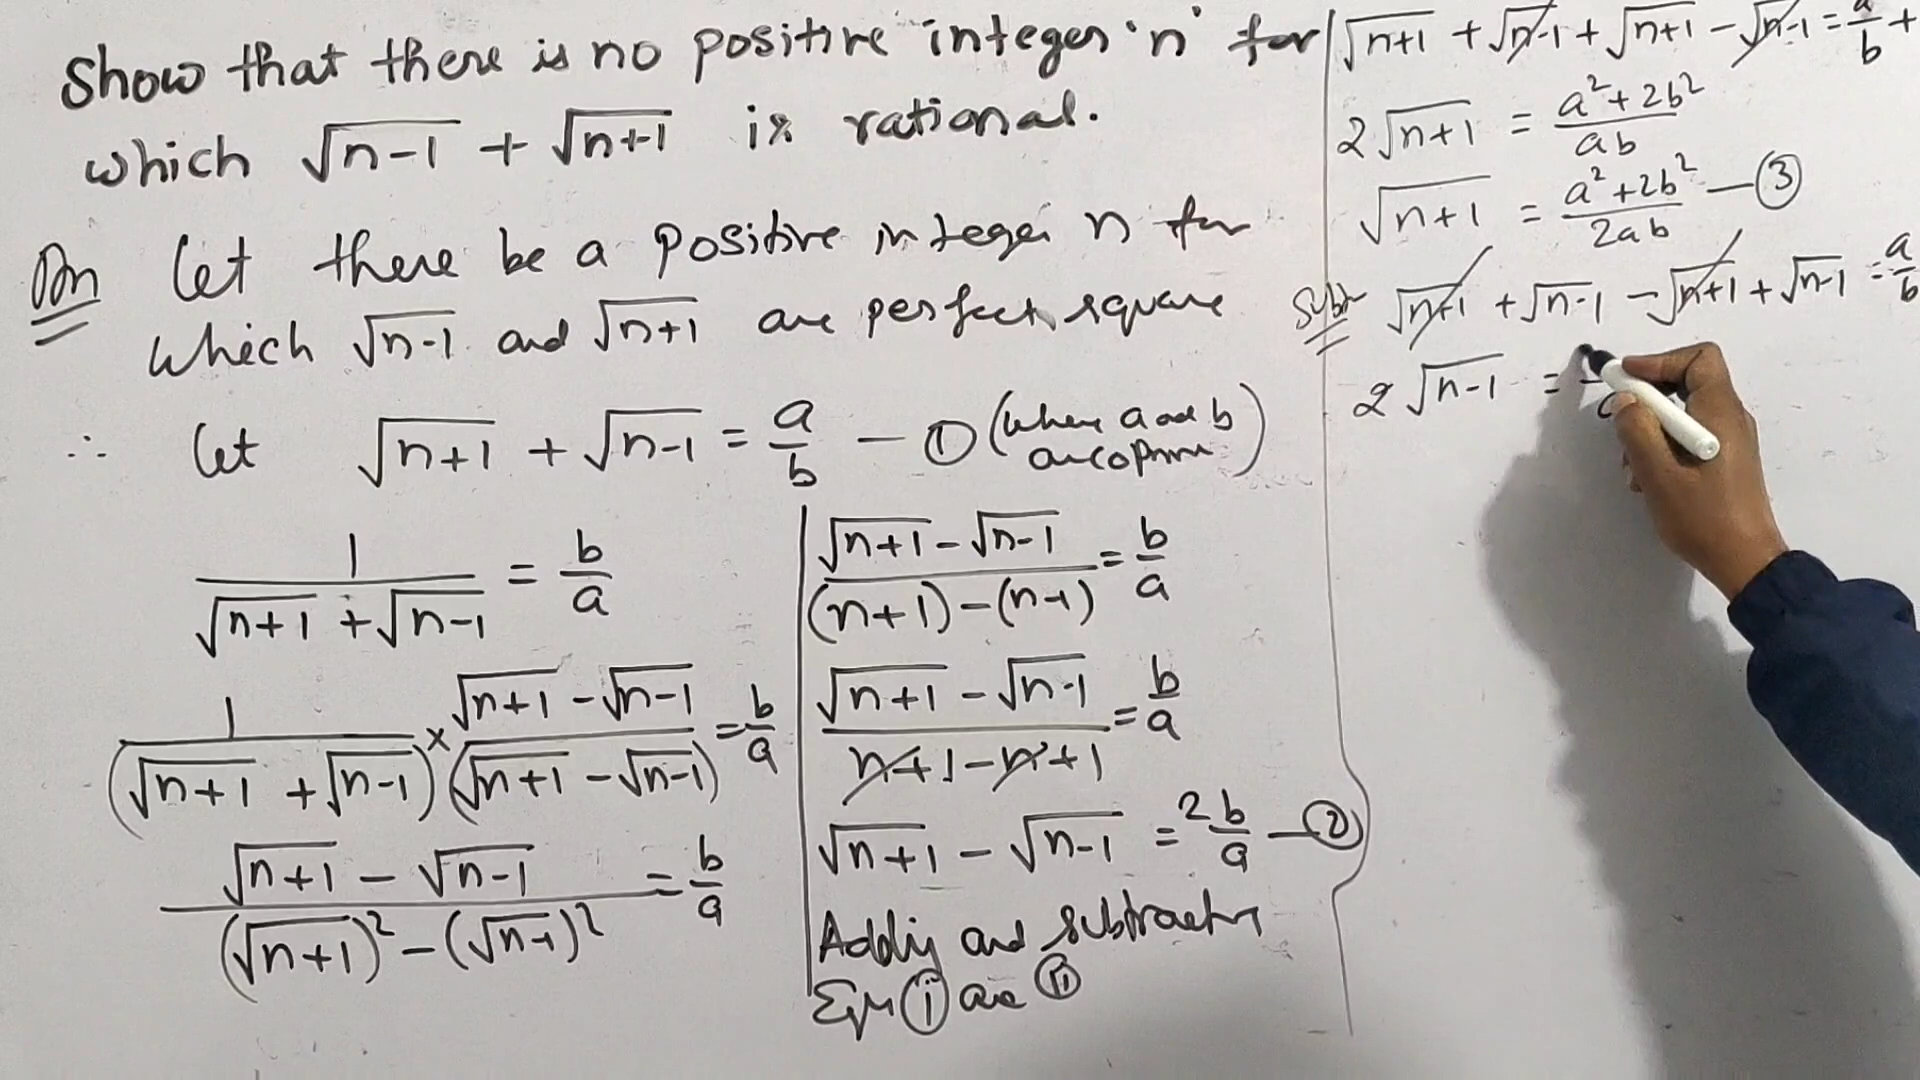 Show that there is no positive integer 'n' for
which √n-1 + √n+1 is rational.
Let there be a positive integer n for
which √n-1 and √n+1 are perfect square
∴ Let √n+1 + √n-1 = a/b - ① (where a and b are coprime)
1/(√n+1 + √n-1) = b/a
1/(√n+1 + √n-1) × (√n+1 - √n-1)/(√n+1 - √n-1) = b/a
(√n+1 - √n-1)/((√n+1)² - (√n-1)²) = b/a
(√n+1 - √n-1)/((n+1) - (n-1)) = b/a
(√n+1 - √n-1)/(n+1-n+1) = b/a
√n+1 - √n-1 = 2b/a - ②
Adding and subtracting
Eqn ⓘ and ⓘⓘ
√n+1 + √n-1 + √n+1 - √n-1 = a/b +
2√n+1 = (a²+2b²)/ab
√n+1 = (a²+2b²)/2ab - ③
Subtr √n+1 + √n-1 - √n+1 + √n-1 = a/b
2√n-1 =